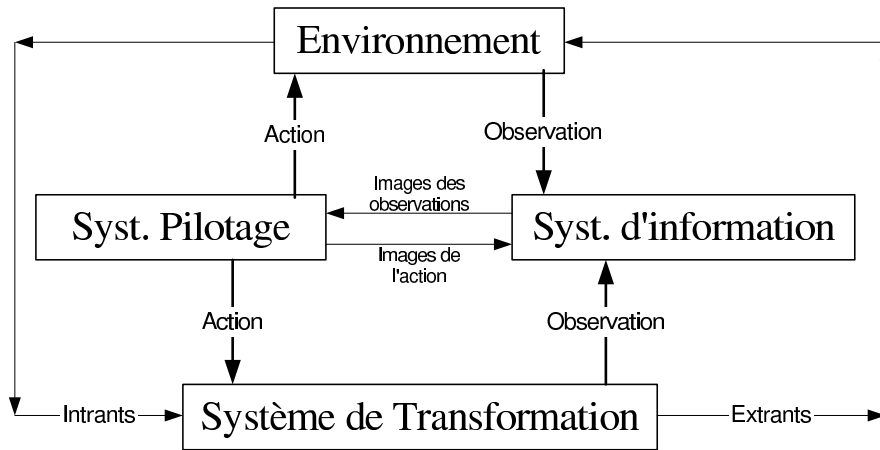 Environnement
Action
Observation
Images des
observations
Syst. Pilotage
Syst. d'information
Images de
l'action
Action
Observation
Intrants
Système de Transformation
Extrants